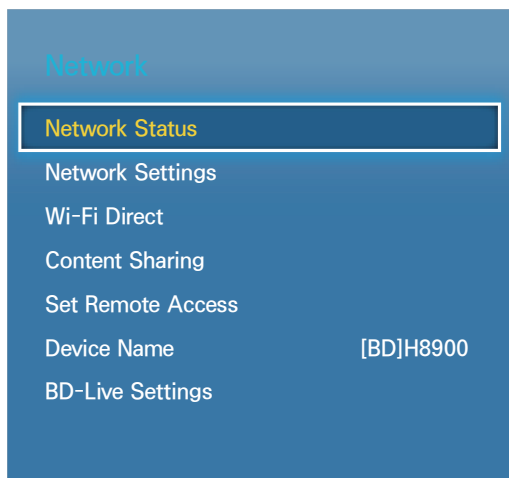 Network
Network Status
Network Settings
Wi-Fi Direct
Content Sharing
Set Remote Access
Device Name [BD]H8900
BD-Live Settings